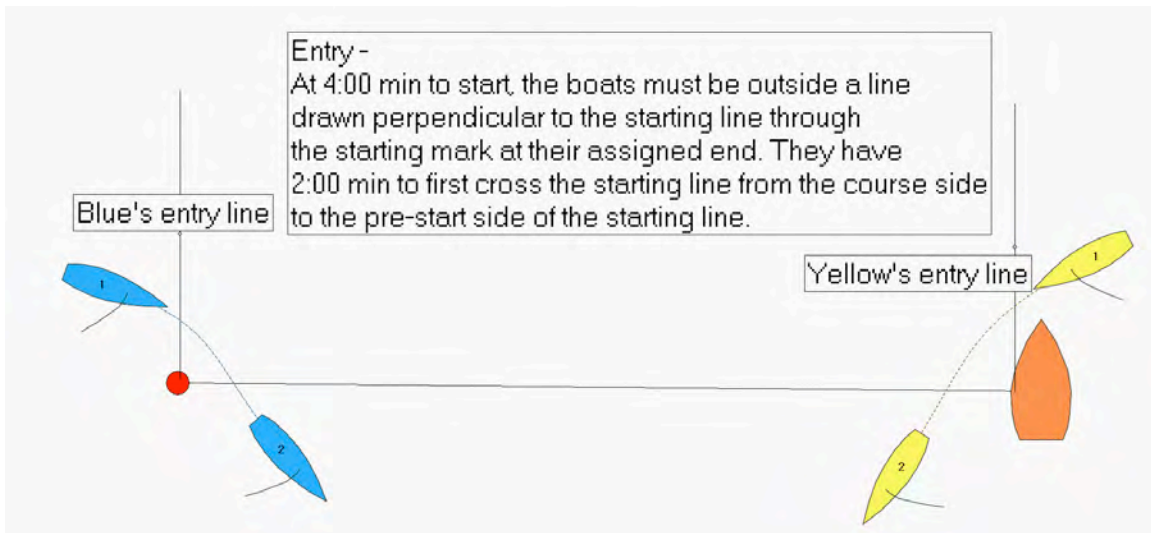 Entry -
At 4:00 min to start, the boats must be outside a line
drawn perpendicular to the starting line through
the starting mark at their assigned end. They have
2:00 min to first cross the starting line from the course side
to the pre-start side of the starting line.
Blue's entry line
Yellow's entry line
1
1
2
2